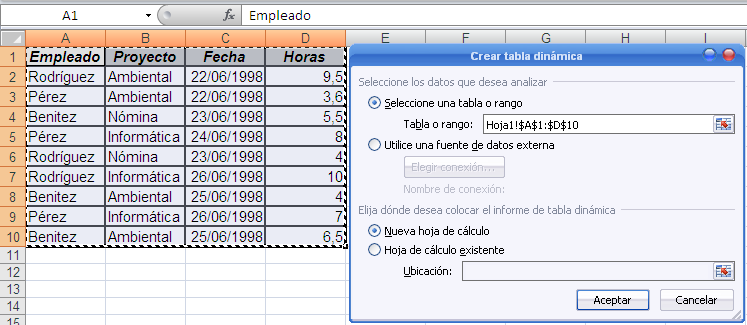 A1 fx Empleado
A B C D E F G H I
1 Empleado Proyecto Fecha Horas
2 Rodríguez Ambiental 22/06/1998 9,5
3 Pérez Ambiental 22/06/1998 3,6
4 Benitez Nómina 23/06/1998 5,5
5 Pérez Informática 24/06/1998 8
6 Rodríguez Nómina 23/06/1998 4
7 Rodríguez Informática 26/06/1998 10
8 Benitez Ambiental 25/06/1998 4
9 Pérez Informática 26/06/1998 7
10 Benitez Ambiental 25/06/1998 6,5
11
12
13
14
15
Crear tabla dinámica
Seleccione los datos que desea analizar
Seleccione una tabla o rango
Tabla o rango: Hoja1!$A$1:$D$10
Utilice una fuente de datos externa
Elegir conexión...
Nombre de conexión:
Elija dónde desea colocar el informe de tabla dinámica
Nueva hoja de cálculo
Hoja de cálculo existente
Ubicación:
Aceptar Cancelar